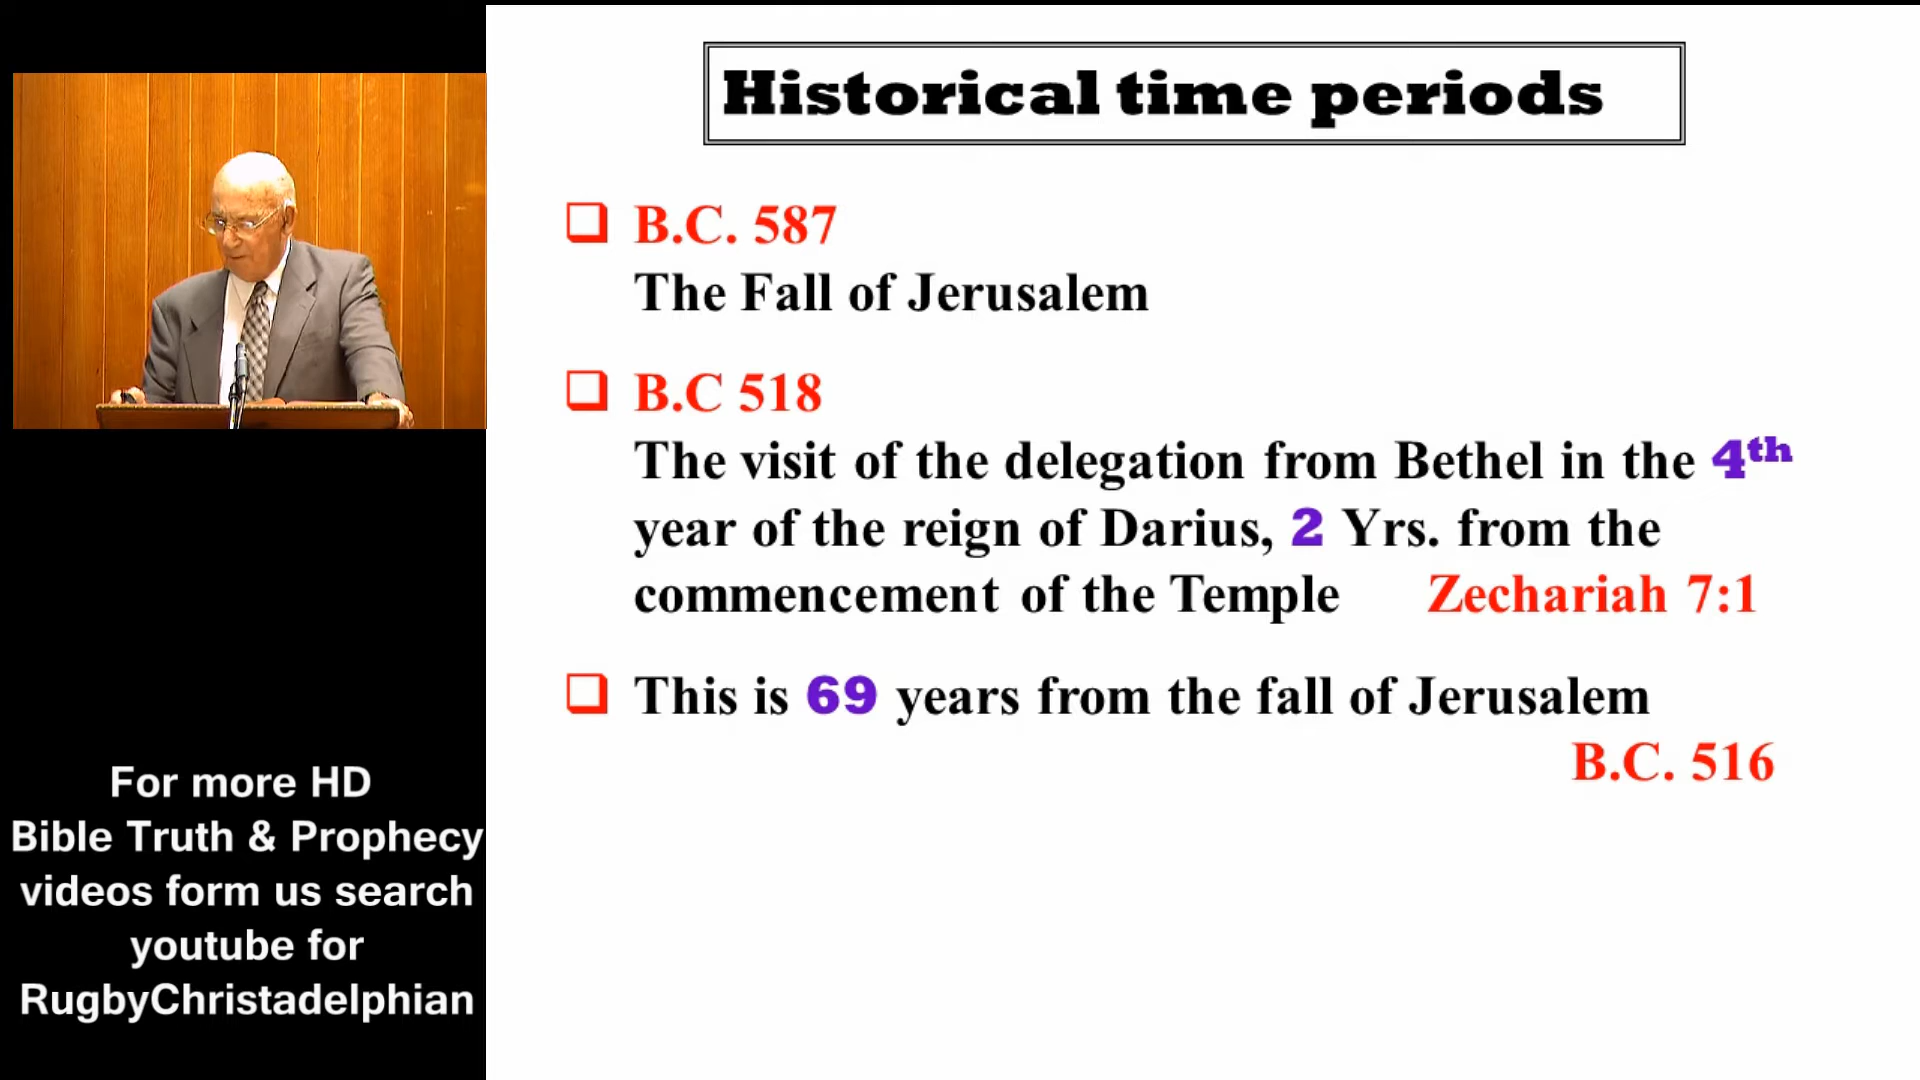 Historical time periods
B.C. 587
The Fall of Jerusalem
B.C 518
The visit of the delegation from Bethel in the 4th
year of the reign of Darius, 2 Yrs. from the
commencement of the Temple Zechariah 7:1
This is 69 years from the fall of Jerusalem
B.C. 516
For more HD
Bible Truth & Prophecy
videos form us search
youtube for
RugbyChristadelphian